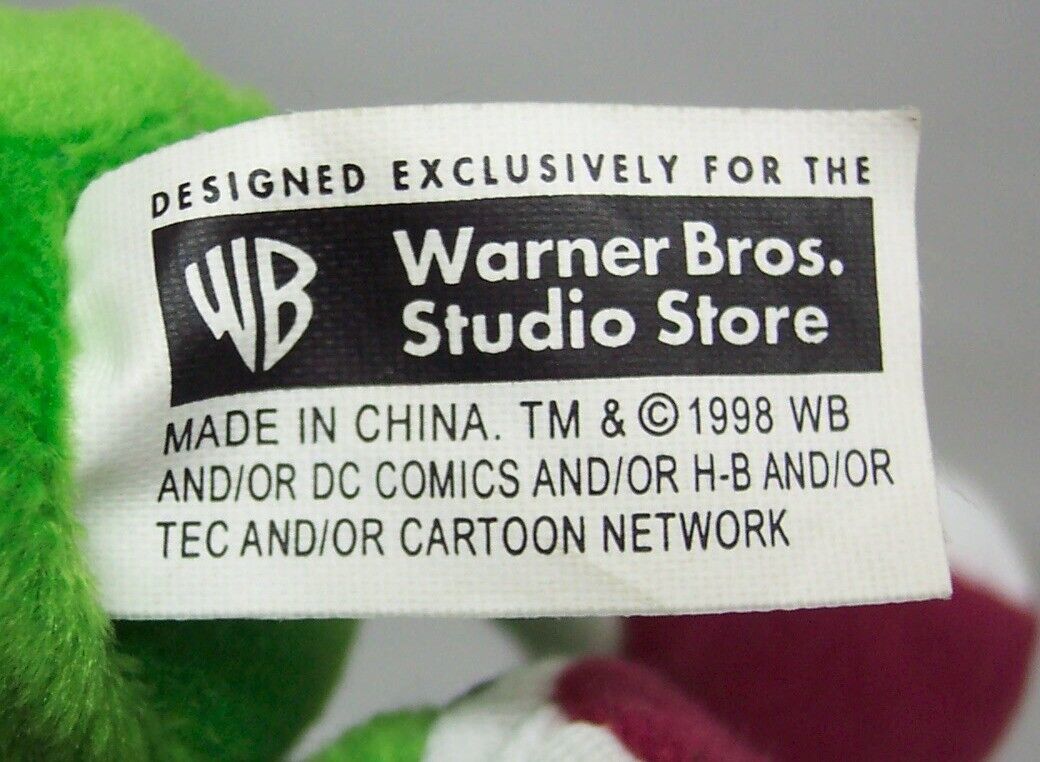 DESIGNED EXCLUSIVELY FOR THE
WB Warner Bros.
Studio Store
MADE IN CHINA. TM & © 1998 WB
AND/OR DC COMICS AND/OR H-B AND/OR
TEC AND/OR CARTOON NETWORK